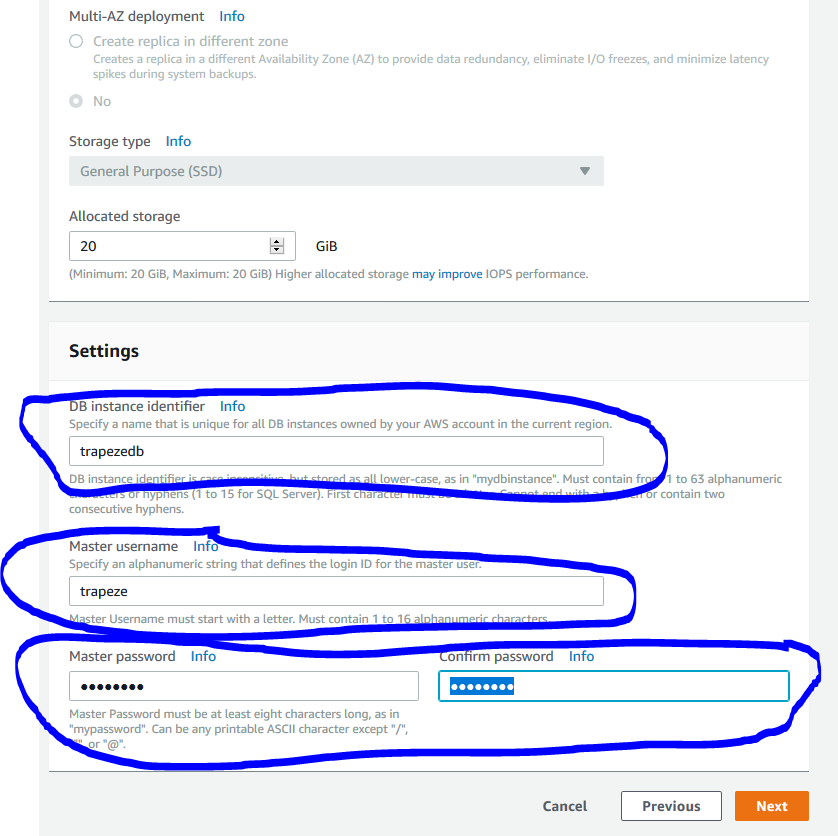 Multi-AZ deployment Info
Create replica in different zone
Creates a replica in a different Availability Zone (AZ) to provide data redundancy, eliminate I/O freezes, and minimize latency
spikes during system backups.
No
Storage type Info
General Purpose (SSD)
Allocated storage
20 GiB
(Minimum: 20 GiB, Maximum: 20 GiB) Higher allocated storage may improve IOPS performance.
Settings
DB instance identifier Info
Specify a name that is unique for all DB instances owned by your AWS account in the current region.
trapezedb
DB instance identifier is case insensitive, but stored as all lower-case, as in "mydbinstance". Must contain from 1 to 63 alphanumeric
characters or hyphens (1 to 15 for SQL Server). First character must be a letter. Cannot end with a hyphen or contain two
consecutive hyphens.
Master username Info
Specify an alphanumeric string that defines the login ID for the master user.
trapeze
Master Username must start with a letter. Must contain 1 to 16 alphanumeric characters.
Master password Info Confirm password Info
•••••••• ••••••••
Master Password must be at least eight characters long, as in
"mypassword". Can be any printable ASCII character except "/",
or "@".
Cancel Previous Next